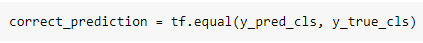 correct_prediction = tf.equal(y_pred_cls, y_true_cls)